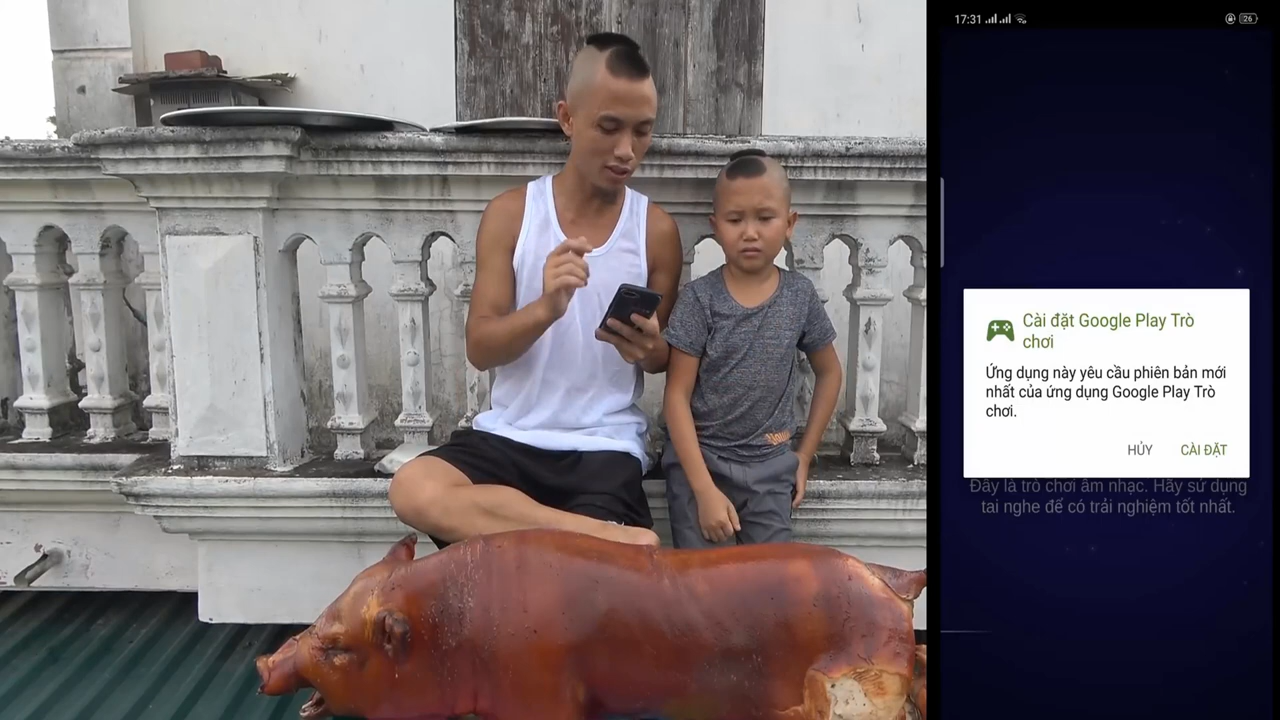 17:31
26
Cài đặt Google Play Trò
chơi
Ứng dụng này yêu cầu phiên bản mới
nhất của ứng dụng Google Play Trò
chơi.
HỦY CÀI ĐẶT
Đây là trò chơi âm nhạc. Hãy sử dụng
tai nghe để có trải nghiệm tốt nhất.